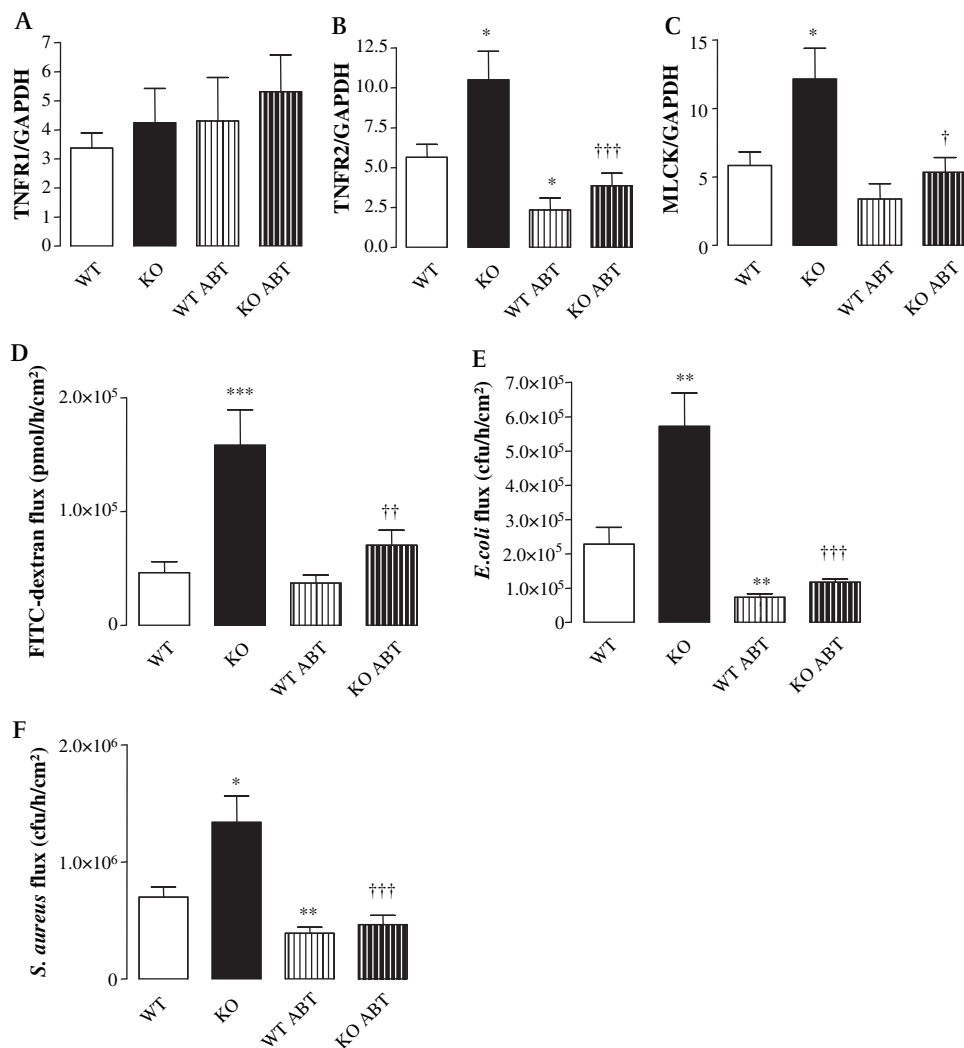 A
TNFR1/GAPDH
7
6
5
4
3
2
1
0
WT
KO
WT ABT
KO ABT
B
TNFR2/GAPDH
12.5
10.0
7.5
5.0
2.5
0.0
*
*
†††
WT
KO
WT ABT
KO ABT
C
MLCK/GAPDH
15
10
5
0
*
†
WT
KO
WT ABT
KO ABT
D
FITC-dextran flux (pmol/h/cm²)
2.0×10⁵
1.0×10⁵
0
***
††
WT
KO
WT ABT
KO ABT
E
E.coli flux (cfu/h/cm²)
7.0×10⁵
6.0×10⁵
5.0×10⁵
4.0×10⁵
3.0×10⁵
2.0×10⁵
1.0×10⁵
0
**
**
†††
WT
KO
WT ABT
KO ABT
F
S. aureus flux (cfu/h/cm²)
2.0×10⁶
1.0×10⁶
0
*
**
†††
WT
KO
WT ABT
KO ABT